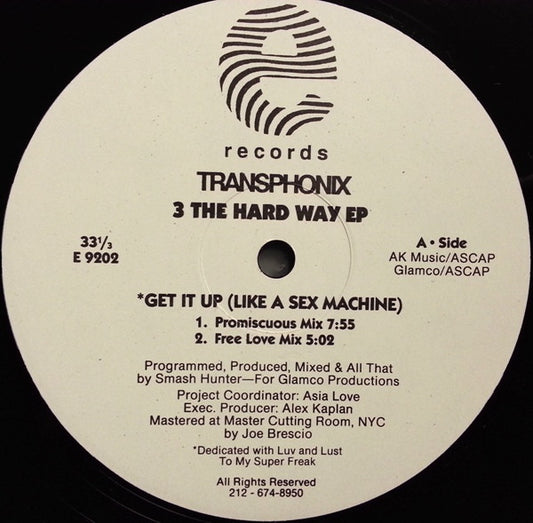 e
records
TRANSPHONIX
3 THE HARD WAY EP
33 1/3
E 9202
A • Side
AK Music/ASCAP
Glamco/ASCAP
*GET IT UP (LIKE A SEX MACHINE)
1. Promiscuous Mix 7:55
2. Free Love Mix 5:02
Programmed, Produced, Mixed & All That
by Smash Hunter—For Glamco Productions
Project Coordinator: Asia Love
Exec. Producer: Alex Kaplan
Mastered at Master Cutting Room, NYC
by Joe Brescio
*Dedicated with Luv and Lust
To My Super Freak
All Rights Reserved
212 - 674-8950